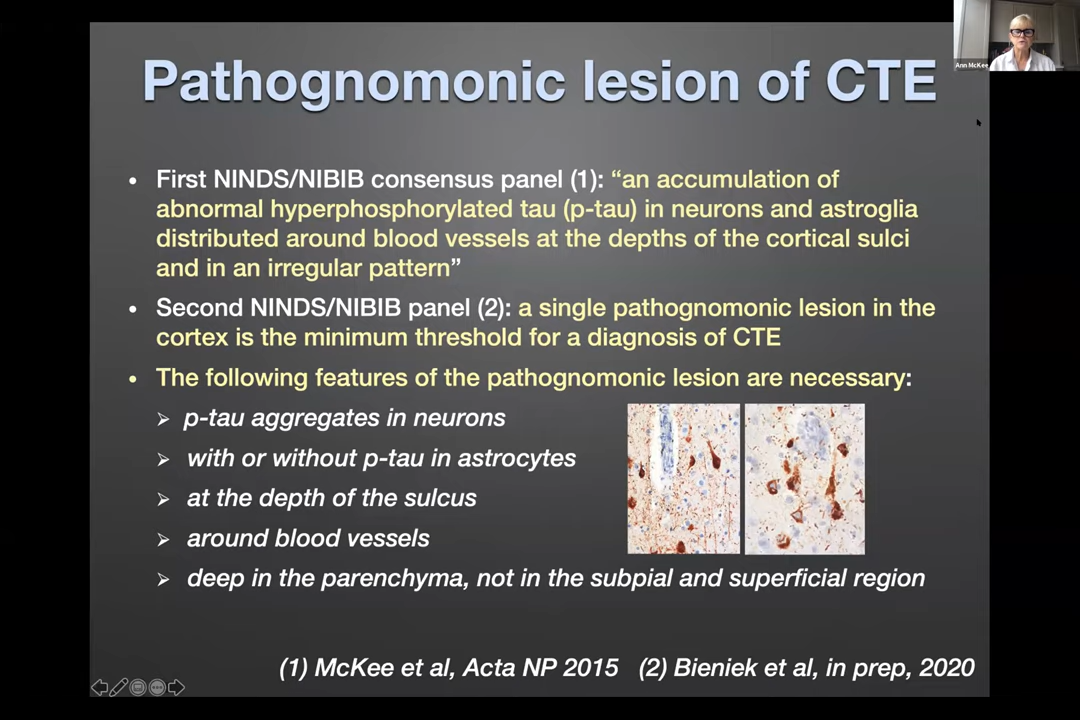 Ann McKee
Pathognomonic lesion of CTE
• First NINDS/NIBIB consensus panel (1): “an accumulation of
abnormal hyperphosphorylated tau (p-tau) in neurons and astroglia
distributed around blood vessels at the depths of the cortical sulci
and in an irregular pattern”
• Second NINDS/NIBIB panel (2): a single pathognomonic lesion in the
cortex is the minimum threshold for a diagnosis of CTE
• The following features of the pathognomonic lesion are necessary:
➢ p-tau aggregates in neurons
➢ with or without p-tau in astrocytes
➢ at the depth of the sulcus
➢ around blood vessels
➢ deep in the parenchyma, not in the subpial and superficial region
(1) McKee et al, Acta NP 2015 (2) Bieniek et al, in prep, 2020